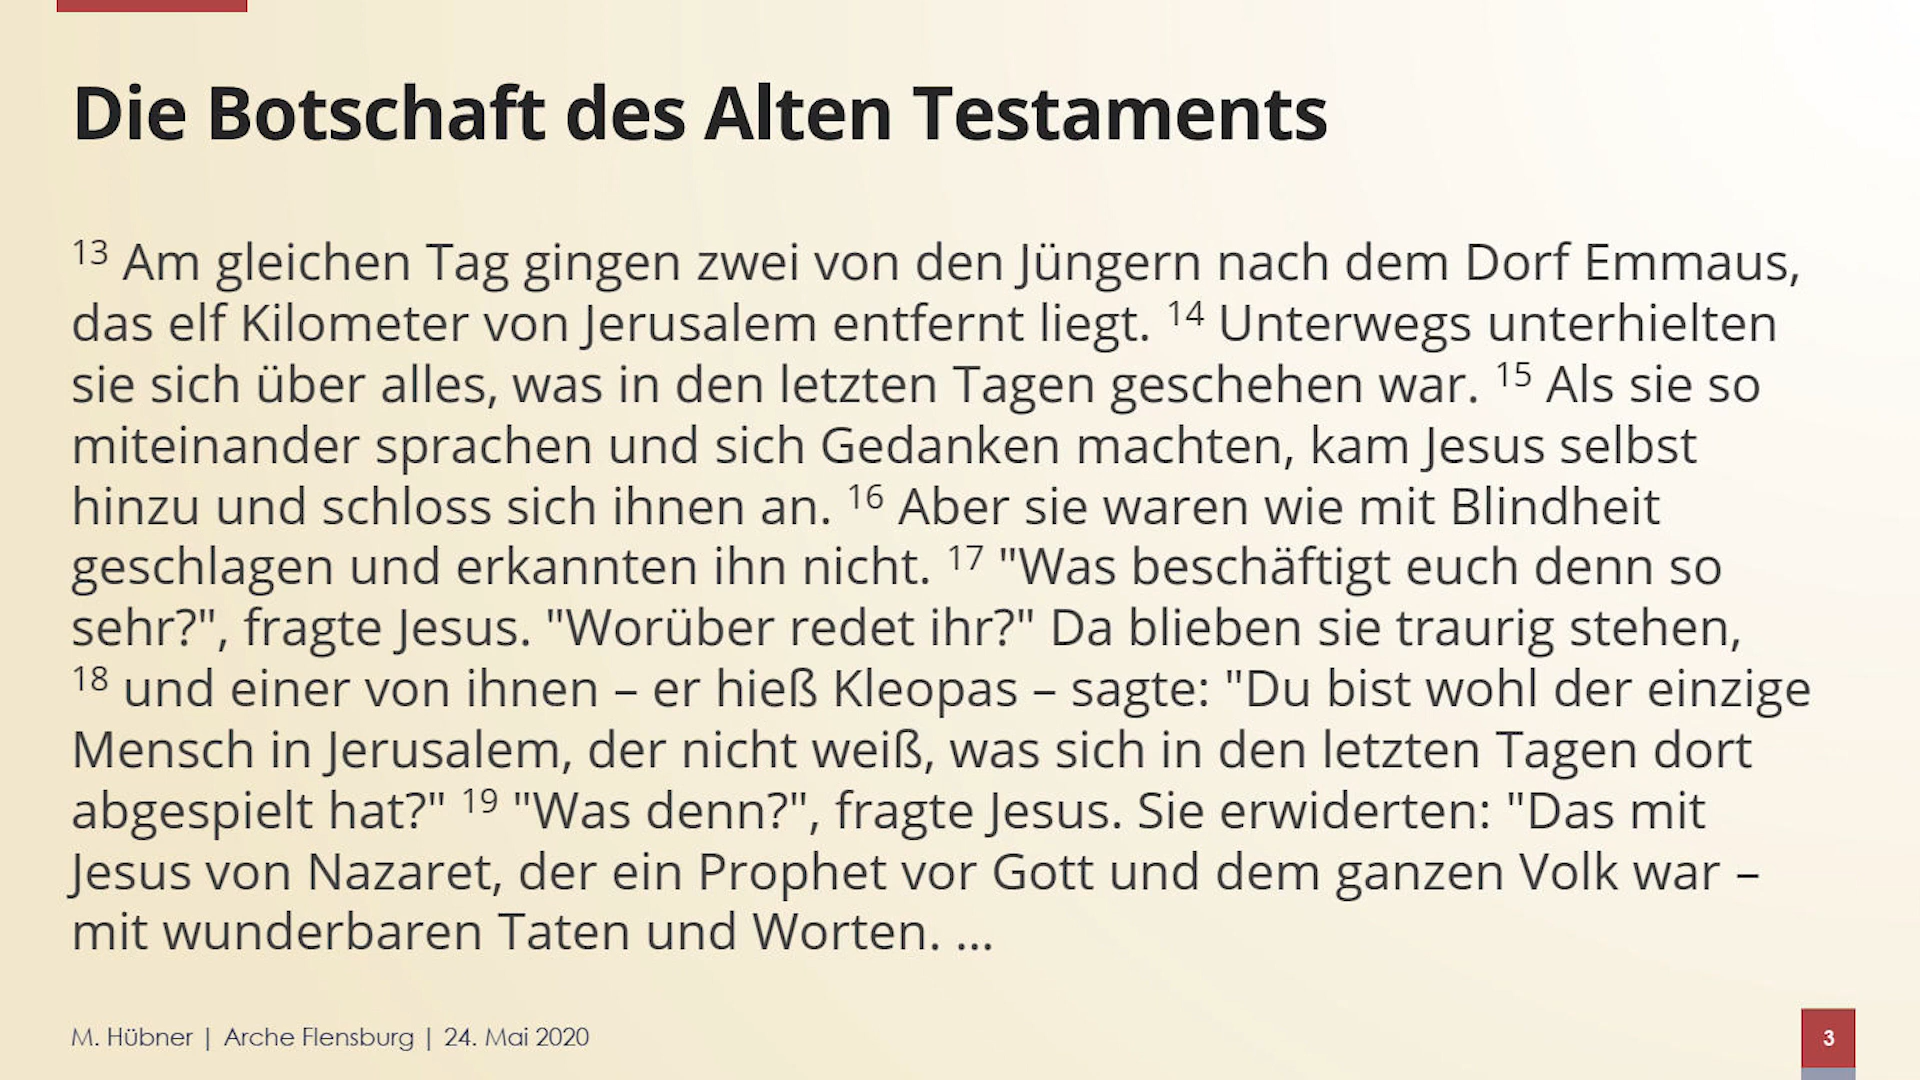 Die Botschaft des Alten Testaments
13 Am gleichen Tag gingen zwei von den Jüngern nach dem Dorf Emmaus,
das elf Kilometer von Jerusalem entfernt liegt. 14 Unterwegs unterhielten
sie sich über alles, was in den letzten Tagen geschehen war. 15 Als sie so
miteinander sprachen und sich Gedanken machten, kam Jesus selbst
hinzu und schloss sich ihnen an. 16 Aber sie waren wie mit Blindheit
geschlagen und erkannten ihn nicht. 17 "Was beschäftigt euch denn so
sehr?", fragte Jesus. "Worüber redet ihr?" Da blieben sie traurig stehen,
18 und einer von ihnen – er hieß Kleopas – sagte: "Du bist wohl der einzige
Mensch in Jerusalem, der nicht weiß, was sich in den letzten Tagen dort
abgespielt hat?" 19 "Was denn?", fragte Jesus. Sie erwiderten: "Das mit
Jesus von Nazaret, der ein Prophet vor Gott und dem ganzen Volk war –
mit wunderbaren Taten und Worten. ...
M. Hübner | Arche Flensburg | 24. Mai 2020
3